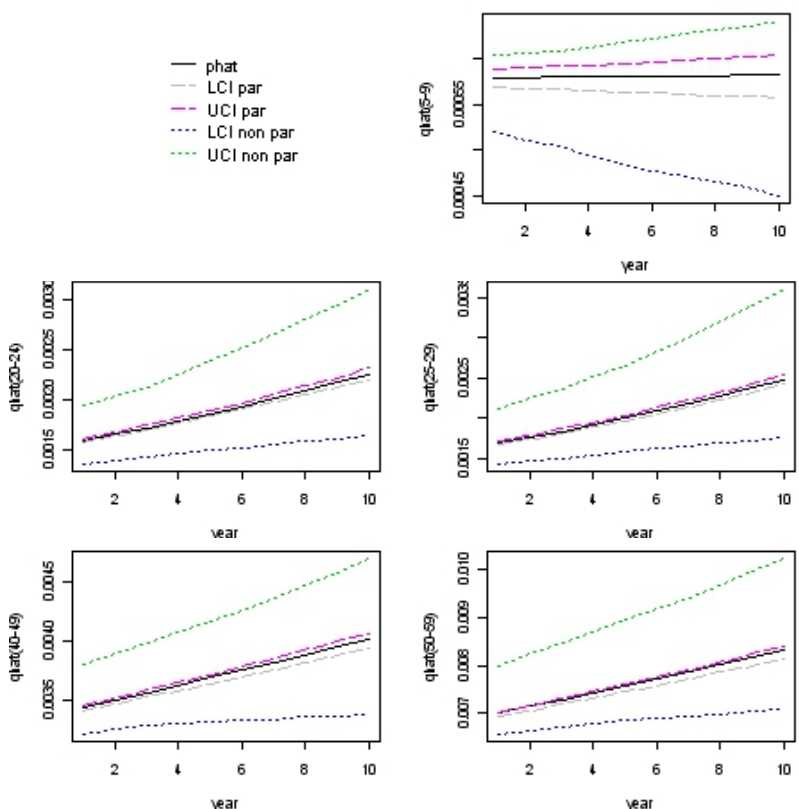 phat
LCI par
UCI par
LCI non par
UCI non par
qhat(5-9)
0.00045
0.00055
2 4 6 8 10
year
qhat(20-24)
0.0015 0.0020 0.0025 0.0030
2 4 6 8 10
year
qhat(25-29)
0.0015 0.0025
2 4 6 8 10
year
qhat(40-49)
0.0035 0.0040 0.0045
2 4 6 8 10
year
qhat(50-59)
0.007 0.008 0.009 0.010
2 4 6 8 10
year